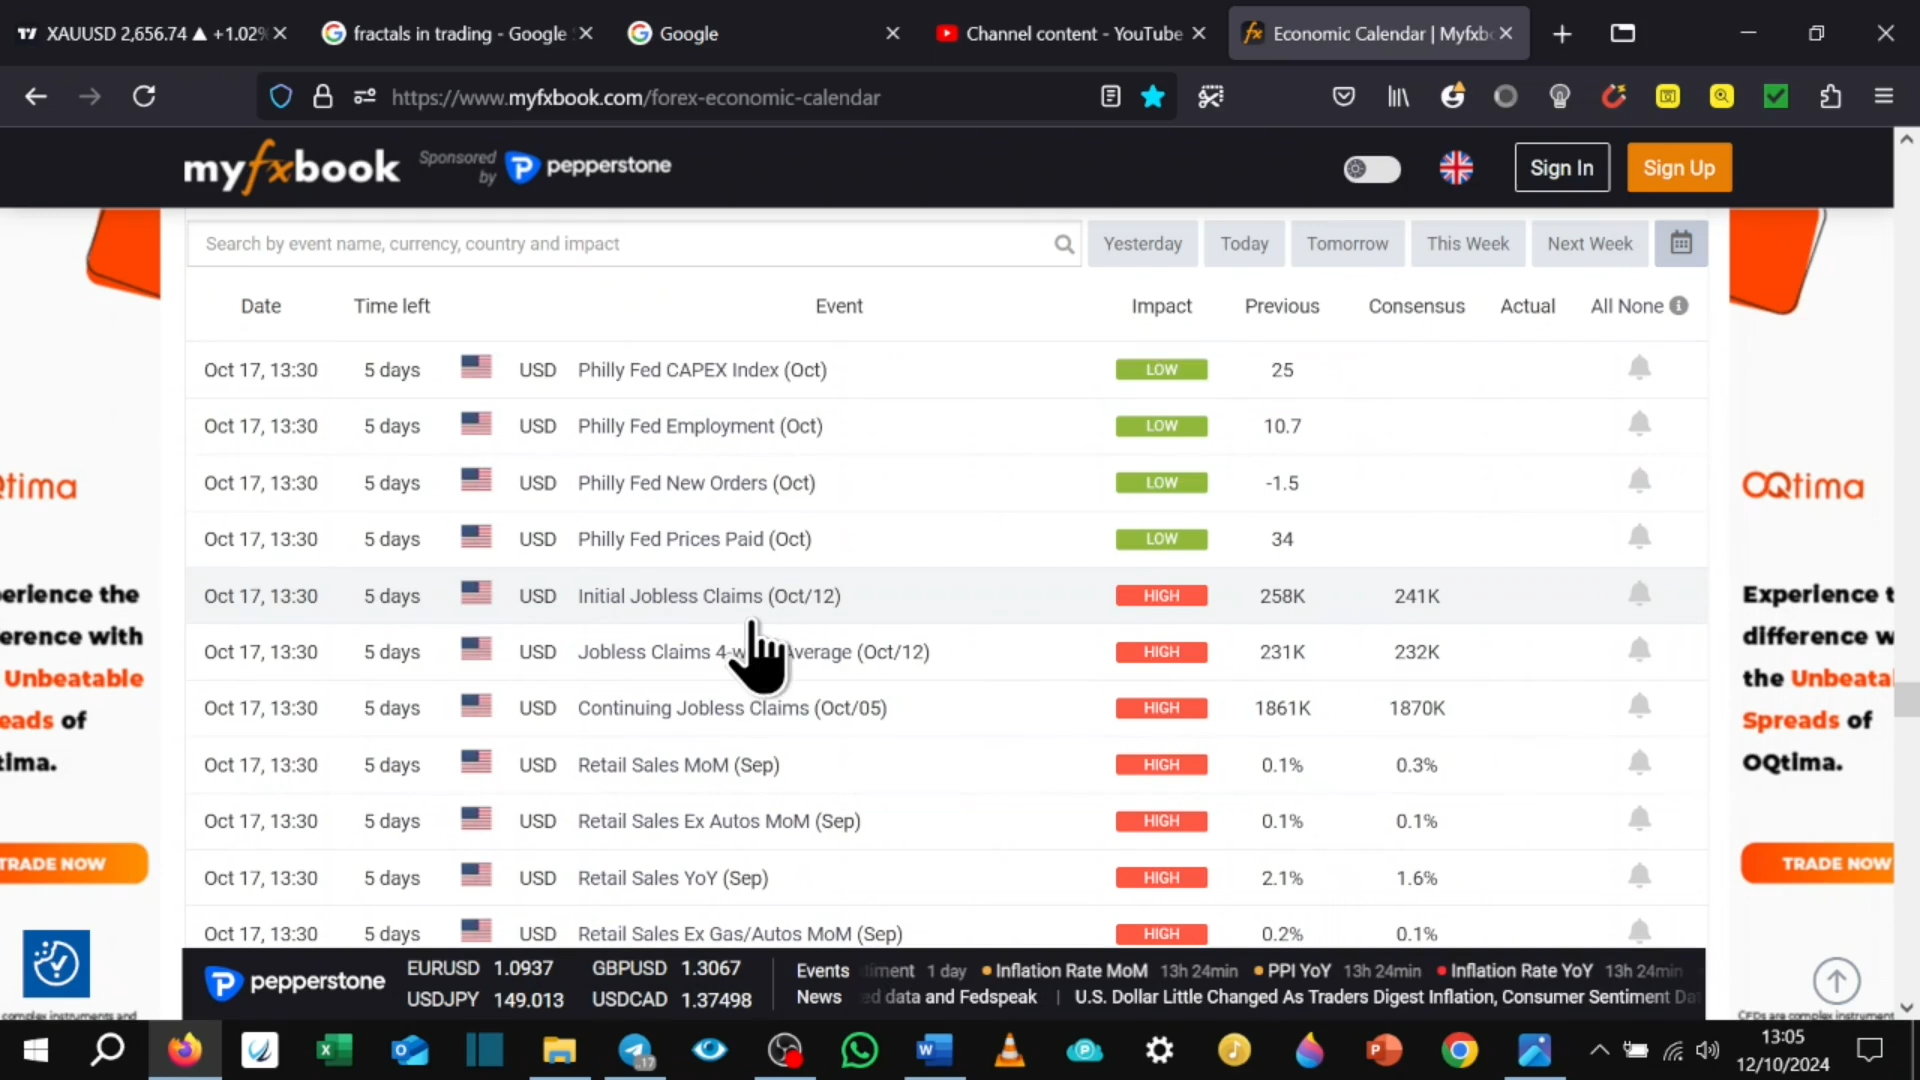 XAUUSD 2,656.74 ▲ +1.02%
fractals in trading - Google
Google
Channel content - YouTube
Economic Calendar | Myfxb
https://www.myfxbook.com/forex-economic-calendar
myfxbook Sponsored by pepperstone
Sign In Sign Up
Search by event name, currency, country and impact Yesterday Today Tomorrow This Week Next Week
Date Time left Event Impact Previous Consensus Actual All None
Oct 17, 13:30 5 days USD Philly Fed CAPEX Index (Oct) LOW 25
Oct 17, 13:30 5 days USD Philly Fed Employment (Oct) LOW 10.7
Oct 17, 13:30 5 days USD Philly Fed New Orders (Oct) LOW -1.5
Oct 17, 13:30 5 days USD Philly Fed Prices Paid (Oct) LOW 34
Oct 17, 13:30 5 days USD Initial Jobless Claims (Oct/12) HIGH 258K 241K
Oct 17, 13:30 5 days USD Jobless Claims 4-w Average (Oct/12) HIGH 231K 232K
Oct 17, 13:30 5 days USD Continuing Jobless Claims (Oct/05) HIGH 1861K 1870K
Oct 17, 13:30 5 days USD Retail Sales MoM (Sep) HIGH 0.1% 0.3%
Oct 17, 13:30 5 days USD Retail Sales Ex Autos MoM (Sep) HIGH 0.1% 0.1%
Oct 17, 13:30 5 days USD Retail Sales YoY (Sep) HIGH 2.1% 1.6%
Oct 17, 13:30 5 days USD Retail Sales Ex Gas/Autos MoM (Sep) HIGH 0.2% 0.1%
tima
erience the
erence with
Unbeatable
eads of
tima.
TRADE NOW
complex instruments and
OQtima
Experience t
difference w
the Unbeata
Spreads of
OQtima.
TRADE NOW
CFDs are complex instrument
pepperstone
EURUSD 1.0937 GBPUSD 1.3067
USDJPY 149.013 USDCAD 1.37498
Events timent 1 day Inflation Rate MoM 13h 24min PPI YoY 13h 24min Inflation Rate YoY 13h 24min
News ed data and Fedspeak | U.S. Dollar Little Changed As Traders Digest Inflation, Consumer Sentiment Da
17
13:05
12/10/2024